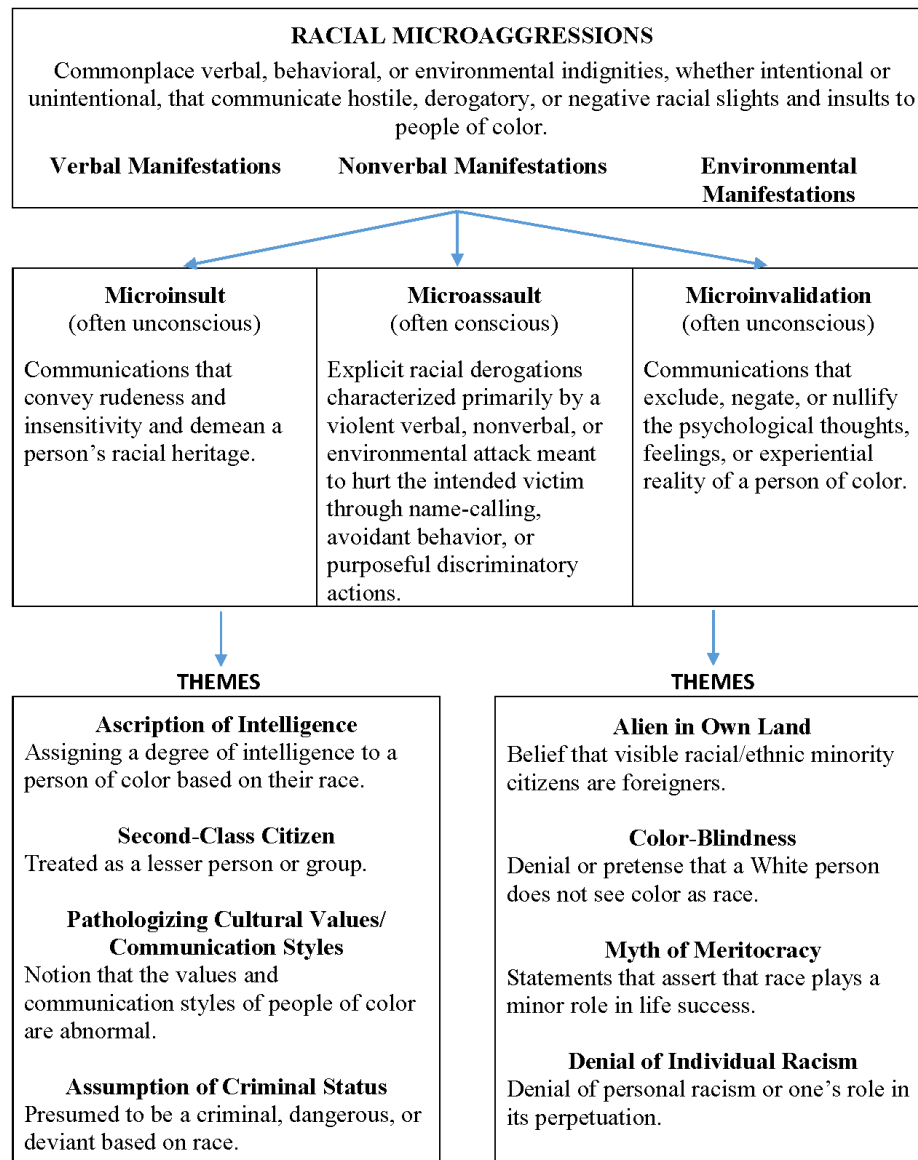 RACIAL MICROAGGRESSIONS
Commonplace verbal, behavioral, or environmental indignities, whether intentional or
unintentional, that communicate hostile, derogatory, or negative racial slights and insults to
people of color.
Verbal Manifestations
Nonverbal Manifestations
Environmental
Manifestations
Microinsult
(often unconscious)
Communications that
convey rudeness and
insensitivity and demean a
person’s racial heritage.
Microassault
(often conscious)
Explicit racial derogations
characterized primarily by a
violent verbal, nonverbal, or
environmental attack meant
to hurt the intended victim
through name-calling,
avoidant behavior, or
purposeful discriminatory
actions.
Microinvalidation
(often unconscious)
Communications that
exclude, negate, or nullify
the psychological thoughts,
feelings, or experiential
reality of a person of color.
THEMES
Ascription of Intelligence
Assigning a degree of intelligence to a
person of color based on their race.
Second-Class Citizen
Treated as a lesser person or group.
Pathologizing Cultural Values/
Communication Styles
Notion that the values and
communication styles of people of color
are abnormal.
Assumption of Criminal Status
Presumed to be a criminal, dangerous, or
deviant based on race.
THEMES
Alien in Own Land
Belief that visible racial/ethnic minority
citizens are foreigners.
Color-Blindness
Denial or pretense that a White person
does not see color as race.
Myth of Meritocracy
Statements that assert that race plays a
minor role in life success.
Denial of Individual Racism
Denial of personal racism or one’s role in
its perpetuation.